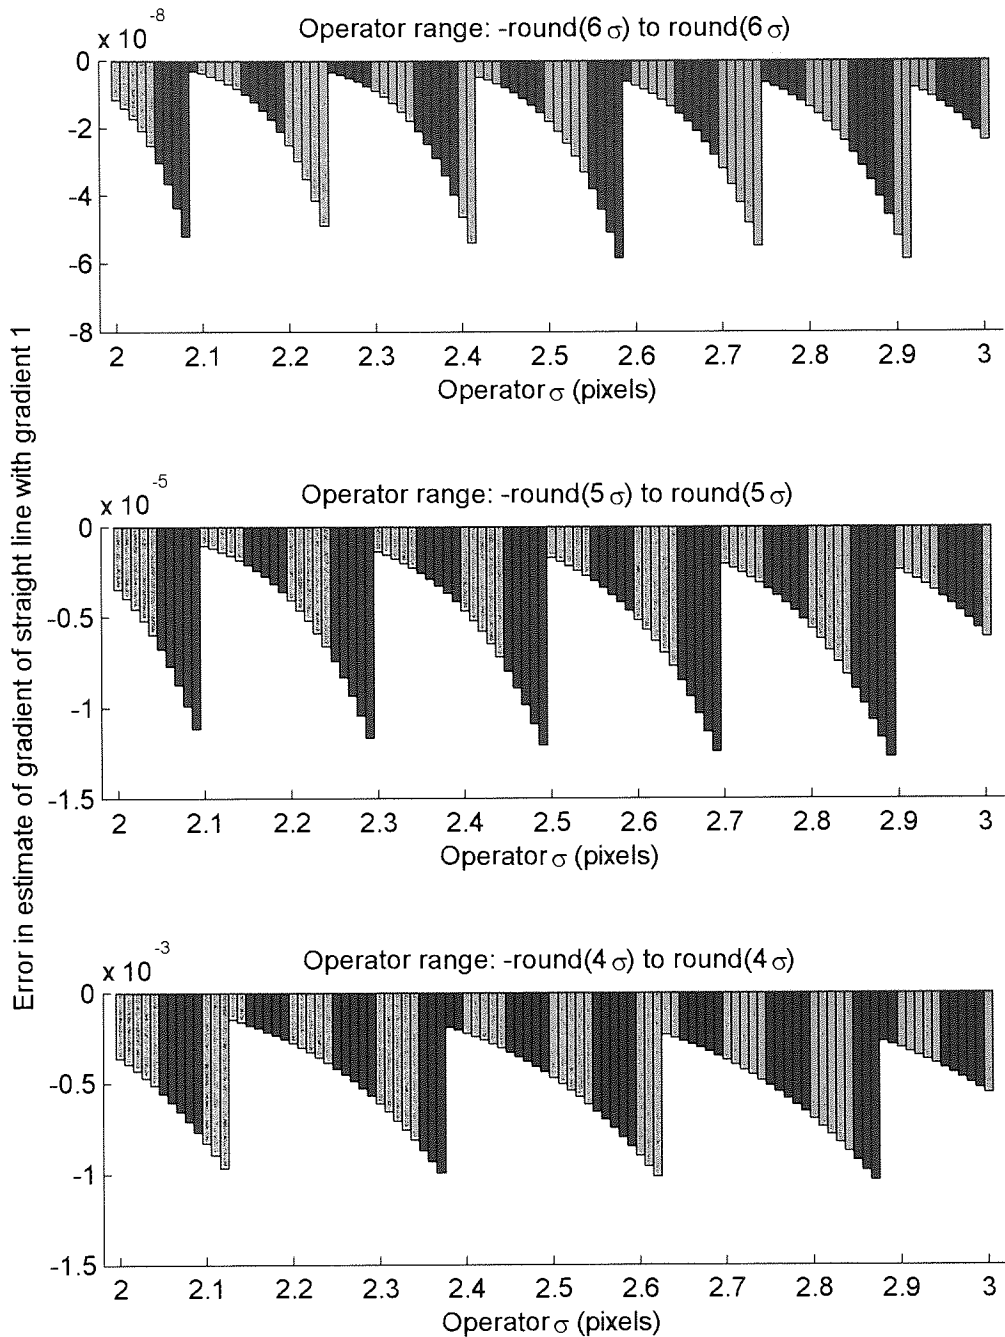 Error in estimate of gradient of straight line with gradient 1
x 10 -8
Operator range: -round(6 σ) to round(6 σ)
0
-2
-4
-6
-8
2 2.1 2.2 2.3 2.4 2.5 2.6 2.7 2.8 2.9 3
Operator σ (pixels)
x 10 -5
Operator range: -round(5 σ) to round(5 σ)
0
-0.5
-1
-1.5
2 2.1 2.2 2.3 2.4 2.5 2.6 2.7 2.8 2.9 3
Operator σ (pixels)
x 10 -3
Operator range: -round(4 σ) to round(4 σ)
0
-0.5
-1
-1.5
2 2.1 2.2 2.3 2.4 2.5 2.6 2.7 2.8 2.9 3
Operator σ (pixels)